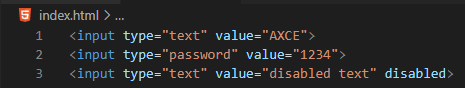 index.html > ...
1 <input type="text" value="AXCE">
2 <input type="password" value="1234">
3 <input type="text" value="disabled text" disabled>